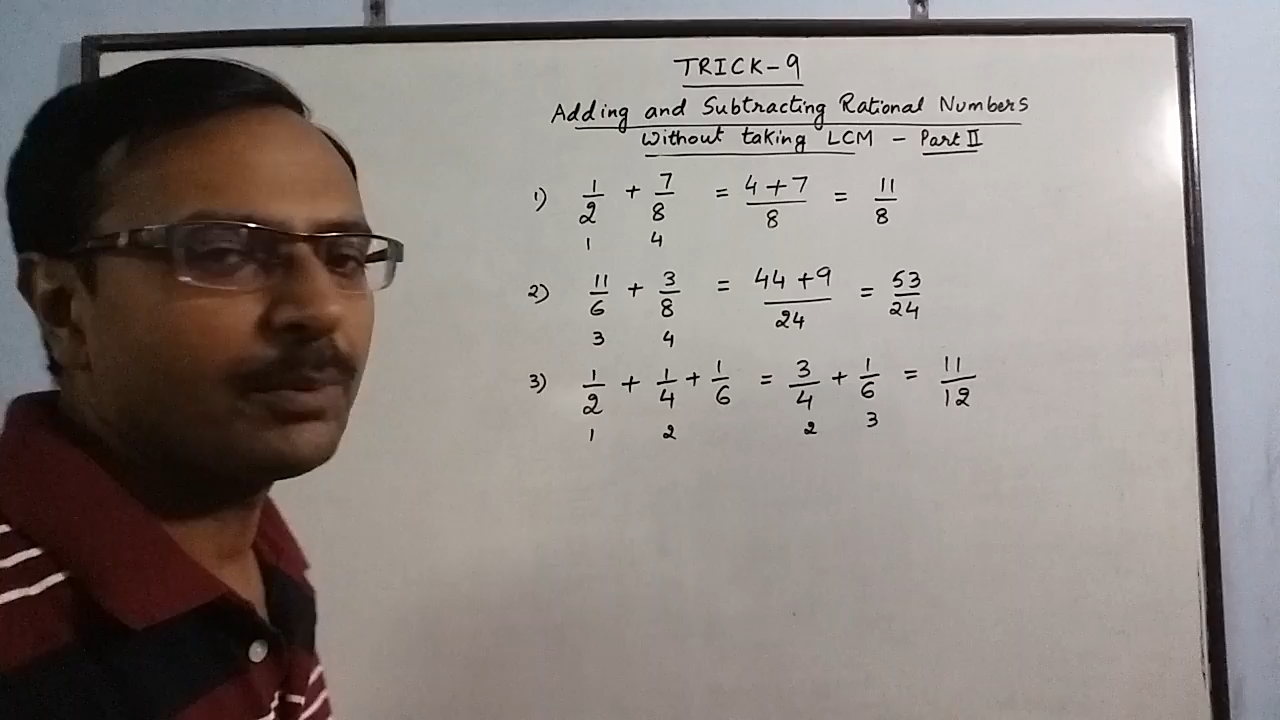 TRICK-9
Adding and Subtracting Rational Numbers
Without taking LCM - Part II
1) 1/2 + 7/8 = 4+7/8 = 11/8
1 4
2) 11/6 + 3/8 = 44+9/24 = 53/24
3 4
3) 1/2 + 1/4 + 1/6 = 3/4 + 1/6 = 11/12
1 2 2 3